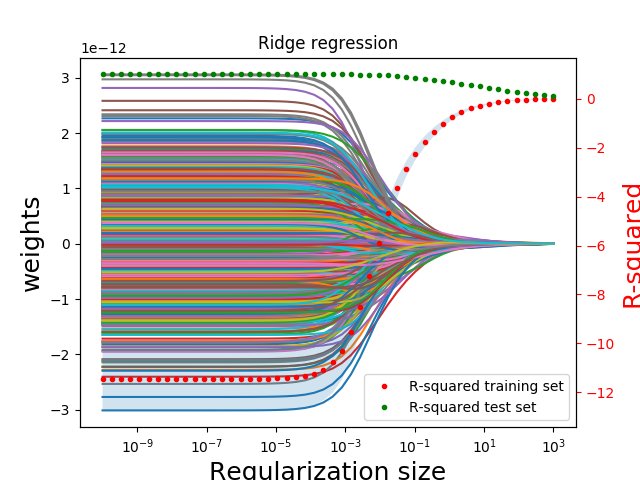 Ridge regression
1e−12
3
2
1
0
−1
−2
−3
weights
0
−2
−4
−6
−8
−10
−12
R-squared
R-squared training set
R-squared test set
10⁻⁹ 10⁻⁷ 10⁻⁵ 10⁻³ 10⁻¹ 10¹ 10³
Regularization size